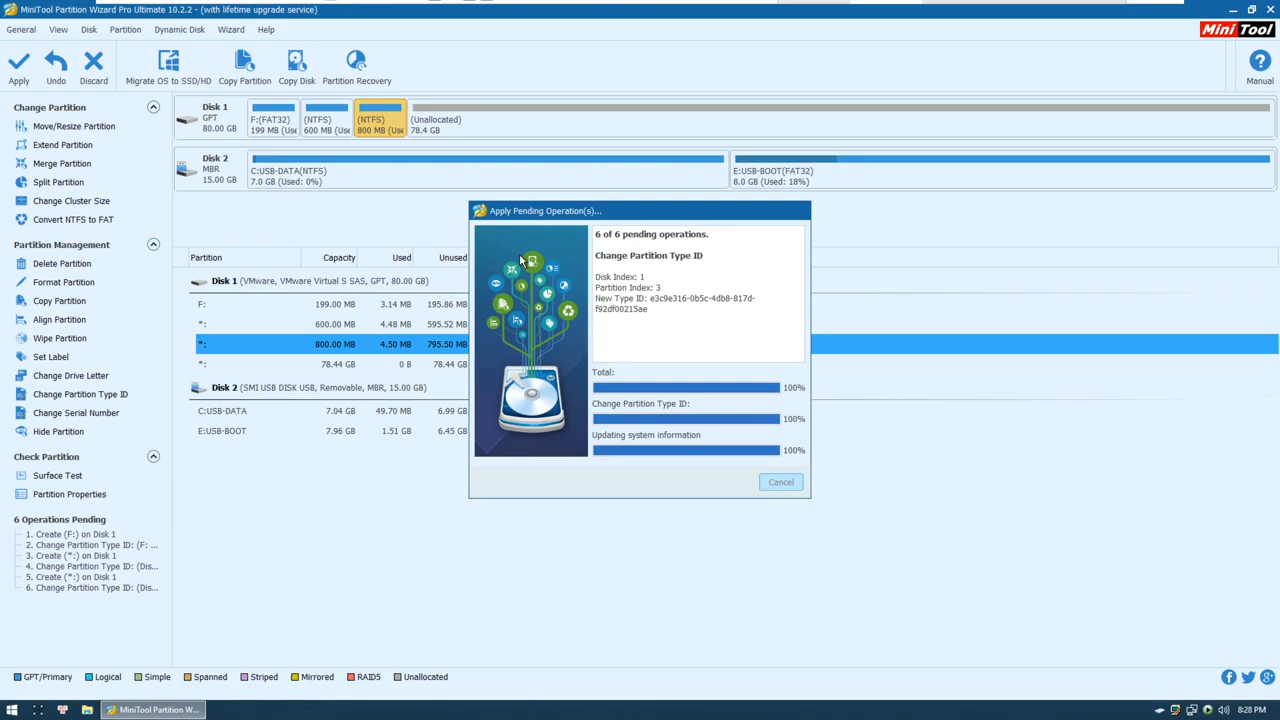 MiniTool Partition Wizard Pro Ultimate 10.2.2 - (with lifetime upgrade service)
General View Disk Partition Dynamic Disk Wizard Help
Mini Tool
Apply Undo Discard Migrate OS to SSD/HD Copy Partition Copy Disk Partition Recovery Manual
Change Partition
Move/Resize Partition
Extend Partition
Merge Partition
Split Partition
Change Cluster Size
Convert NTFS to FAT
Partition Management
Delete Partition
Format Partition
Copy Partition
Align Partition
Wipe Partition
Set Label
Change Drive Letter
Change Partition Type ID
Change Serial Number
Hide Partition
Check Partition
Surface Test
Partition Properties
6 Operations Pending
1. Create (F:) on Disk 1
2. Change Partition Type ID: (F: ...
3. Create (*:) on Disk 1
4. Change Partition Type ID: (Dis...
5. Create (*:) on Disk 1
6. Change Partition Type ID: (Dis...
Disk 1
GPT
80.00 GB
F:(FAT32)
199 MB (Use
(NTFS)
600 MB (Use
(NTFS)
800 MB (Use
(Unallocated)
78.4 GB
Disk 2
MBR
15.00 GB
C:USB-DATA(NTFS)
7.0 GB (Used: 0%)
E:USB-BOOT(FAT32)
8.0 GB (Used: 18%)
Partition Capacity Used Unused
Disk 1 (VMware, VMware Virtual S SAS, GPT, 80.00 GB)
F: 199.00 MB 3.14 MB 195.86 MB
*: 600.00 MB 4.48 MB 595.52 MB
*: 800.00 MB 4.50 MB 795.50 MB
*: 78.44 GB 0 B 78.44 GB
Disk 2 (SMI USB DISK USB, Removable, MBR, 15.00 GB)
C:USB-DATA 7.04 GB 49.70 MB 6.99 GB
E:USB-BOOT 7.96 GB 1.51 GB 6.45 GB
Apply Pending Operation(s)...
6 of 6 pending operations.
Change Partition Type ID
Disk Index: 1
Partition Index: 3
New Type ID: e3c9e316-0b5c-4db8-817d-
f92df00215ae
Total:
100%
Change Partition Type ID:
100%
Updating system information
100%
Cancel
GPT/Primary Logical Simple Spanned Striped Mirrored RAID5 Unallocated
MiniTool Partition W... 8:28 PM